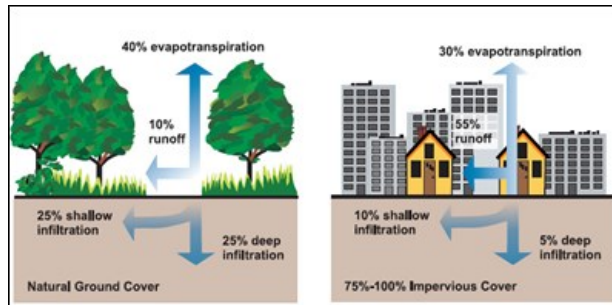 40% evapotranspiration
10%
runoff
25% shallow
infiltration
25% deep
infiltration
Natural Ground Cover
30% evapotranspiration
55%
runoff
10% shallow
infiltration
5% deep
infiltration
75%-100% Impervious Cover